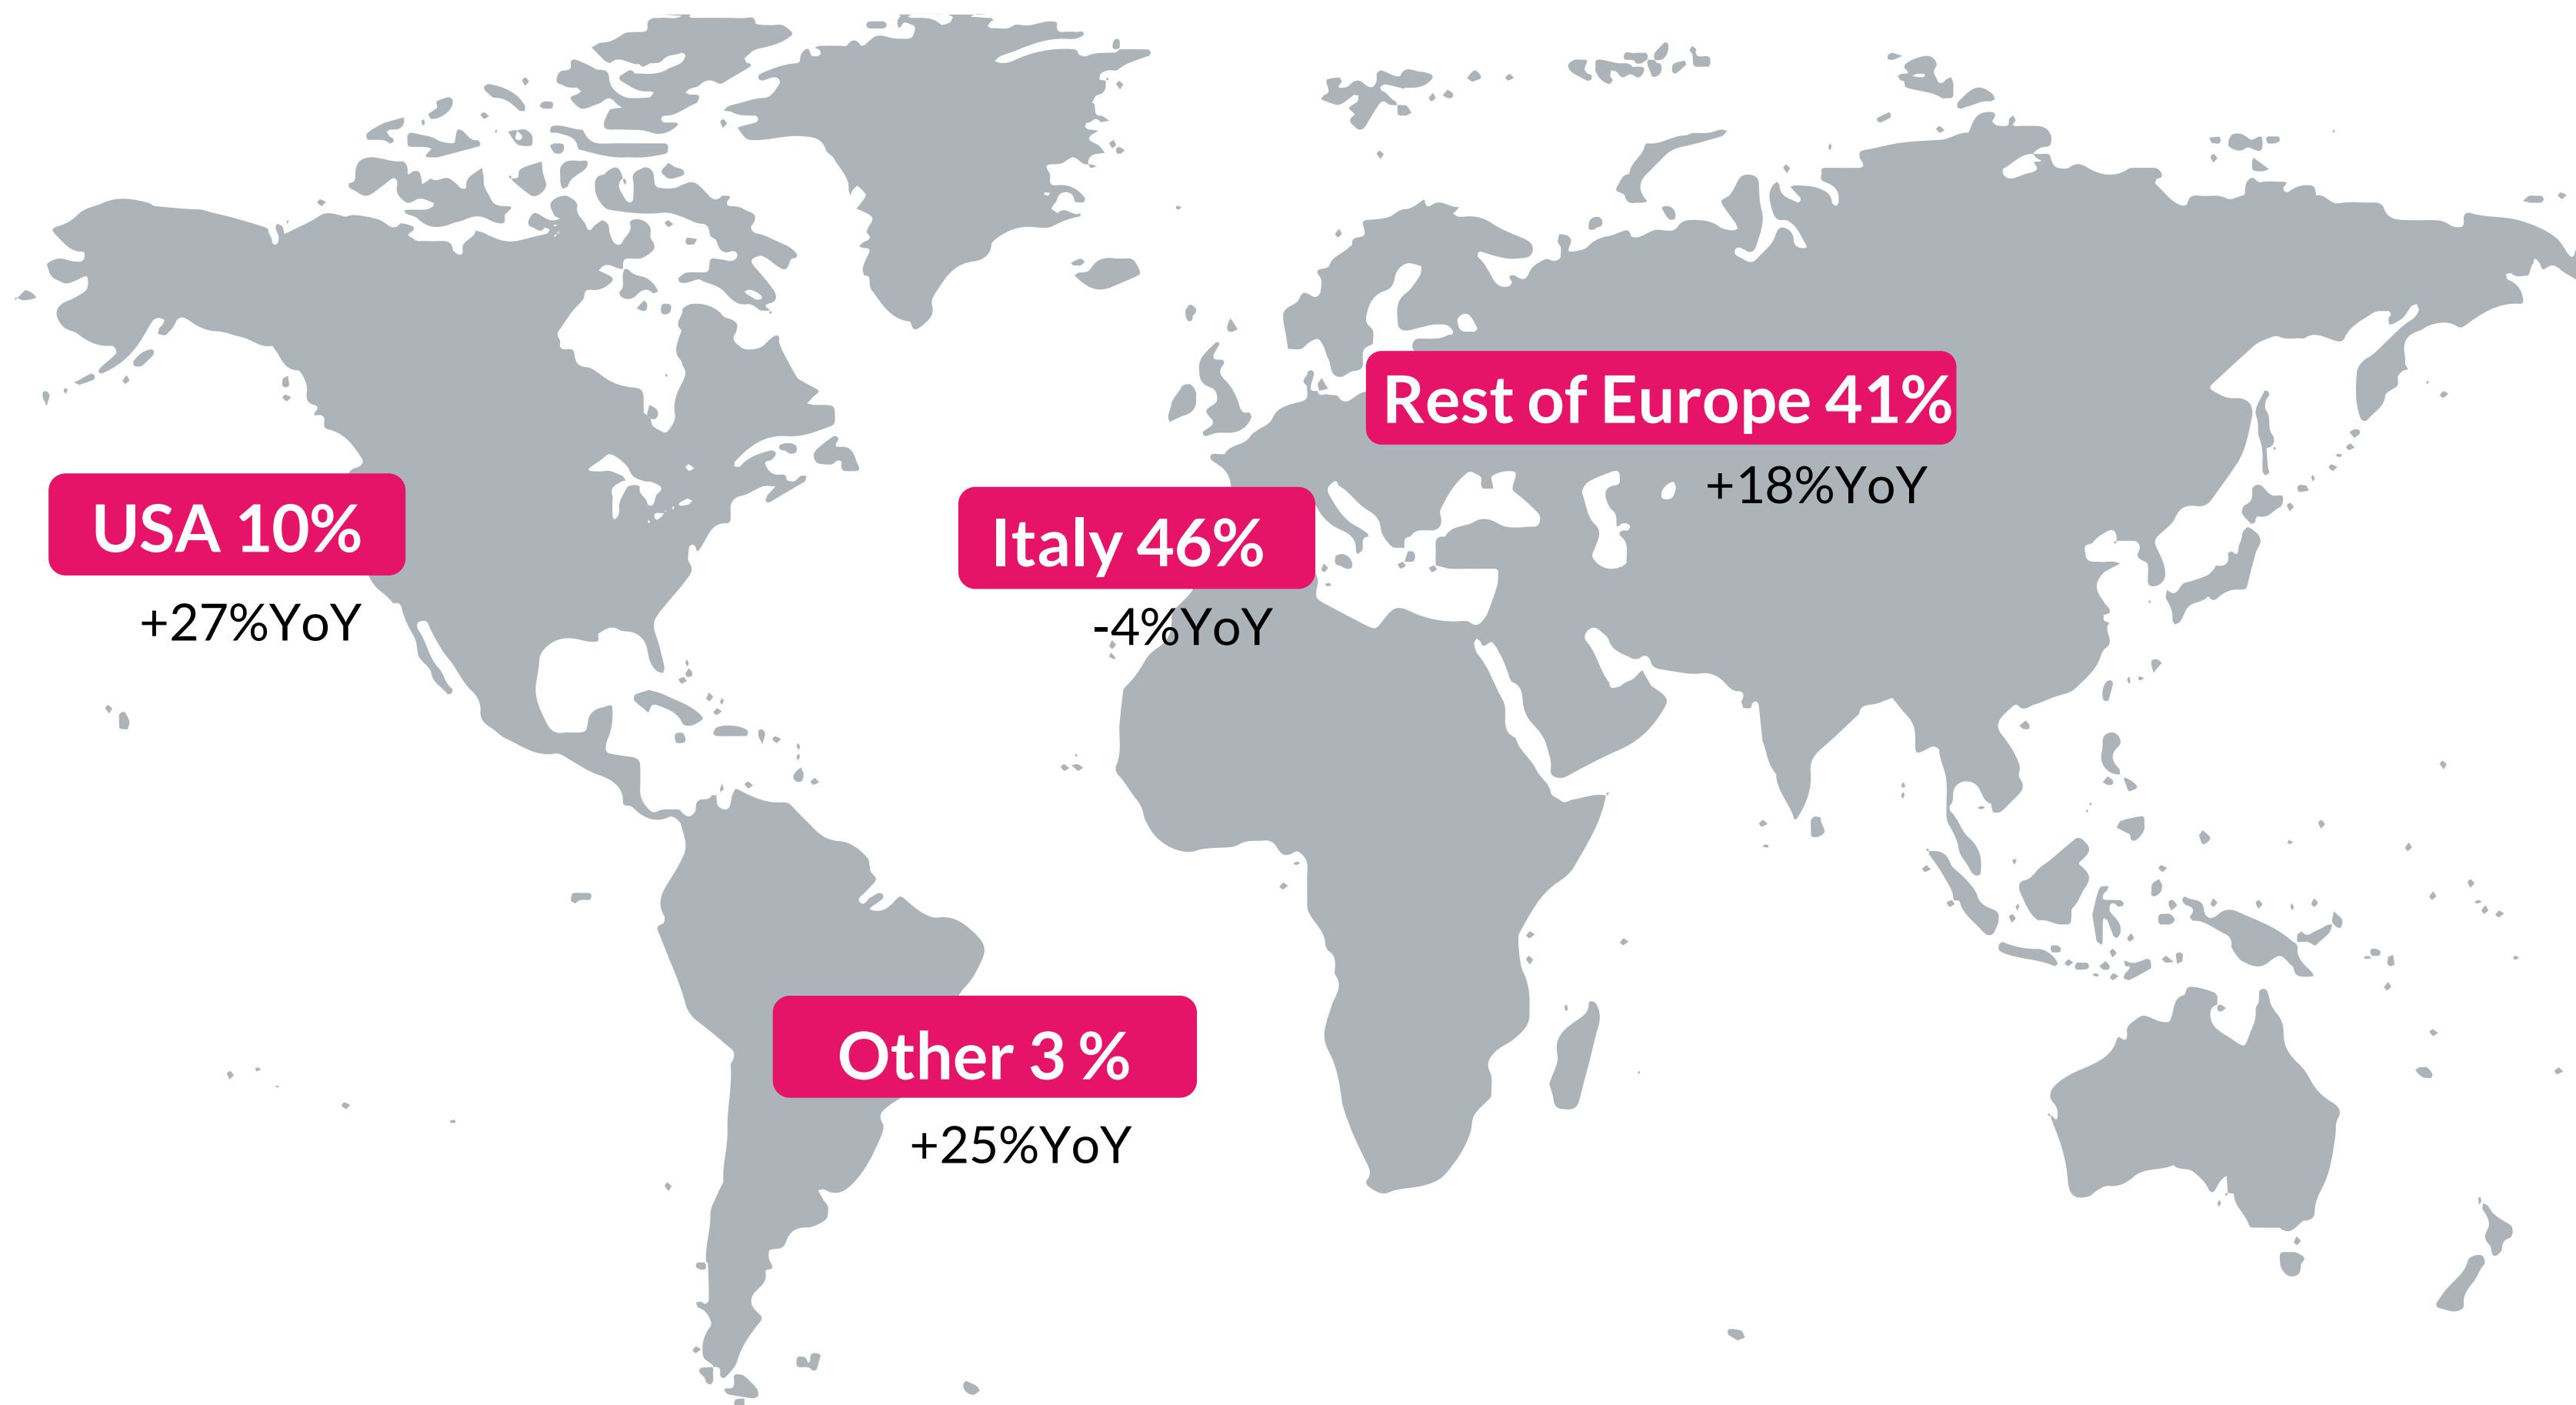 Rest of Europe 41%
+18%YoY
USA 10%
+27%YoY
Italy 46%
-4%YoY
Other 3 %
+25%YoY